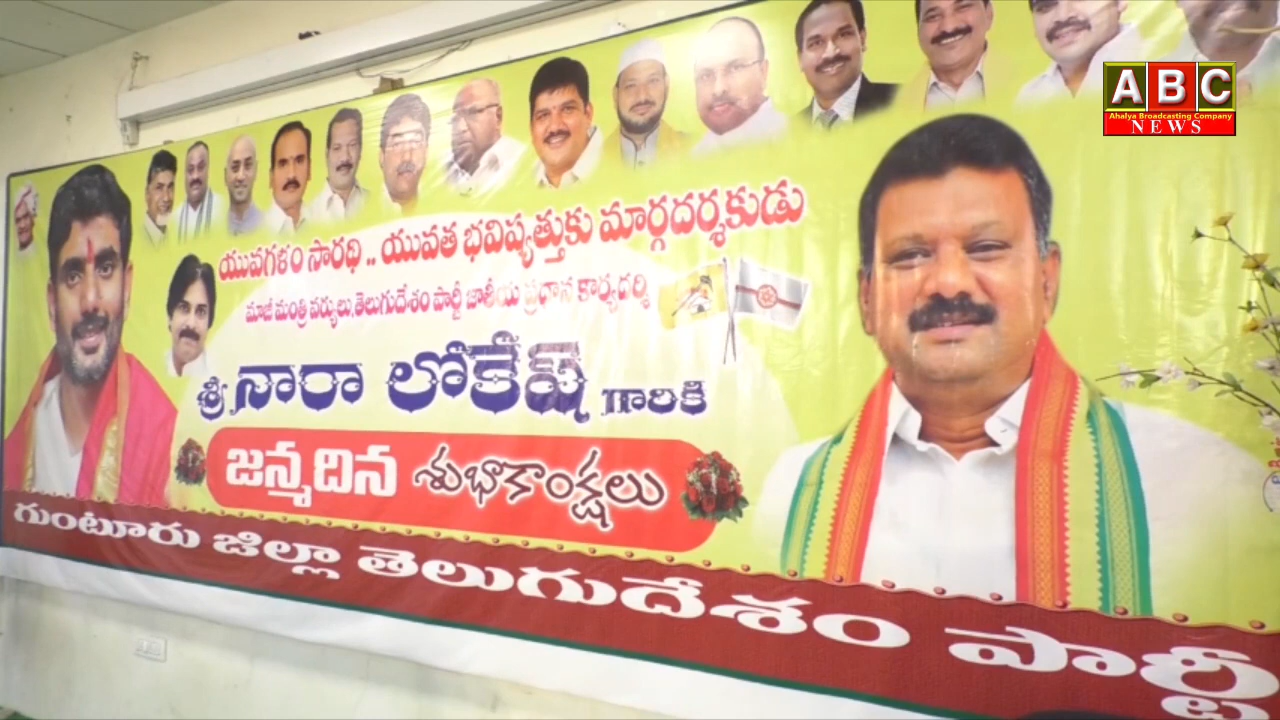 ABC
Ahalya Broadcasting Company
NEWS
యువగళం సారథి .. యువత భవిష్యత్తుకు మార్గదర్శకుడు
మాజీ మంత్రి వర్యులు, తెలుగుదేశం పార్టీ జాతీయ ప్రధాన కార్యదర్శి
శ్రీ నారా లోకేష్ గారికి
జన్మదిన శుభాకాంక్షలు
గుంటూరు జిల్లా తెలుగుదేశం పార్టీ